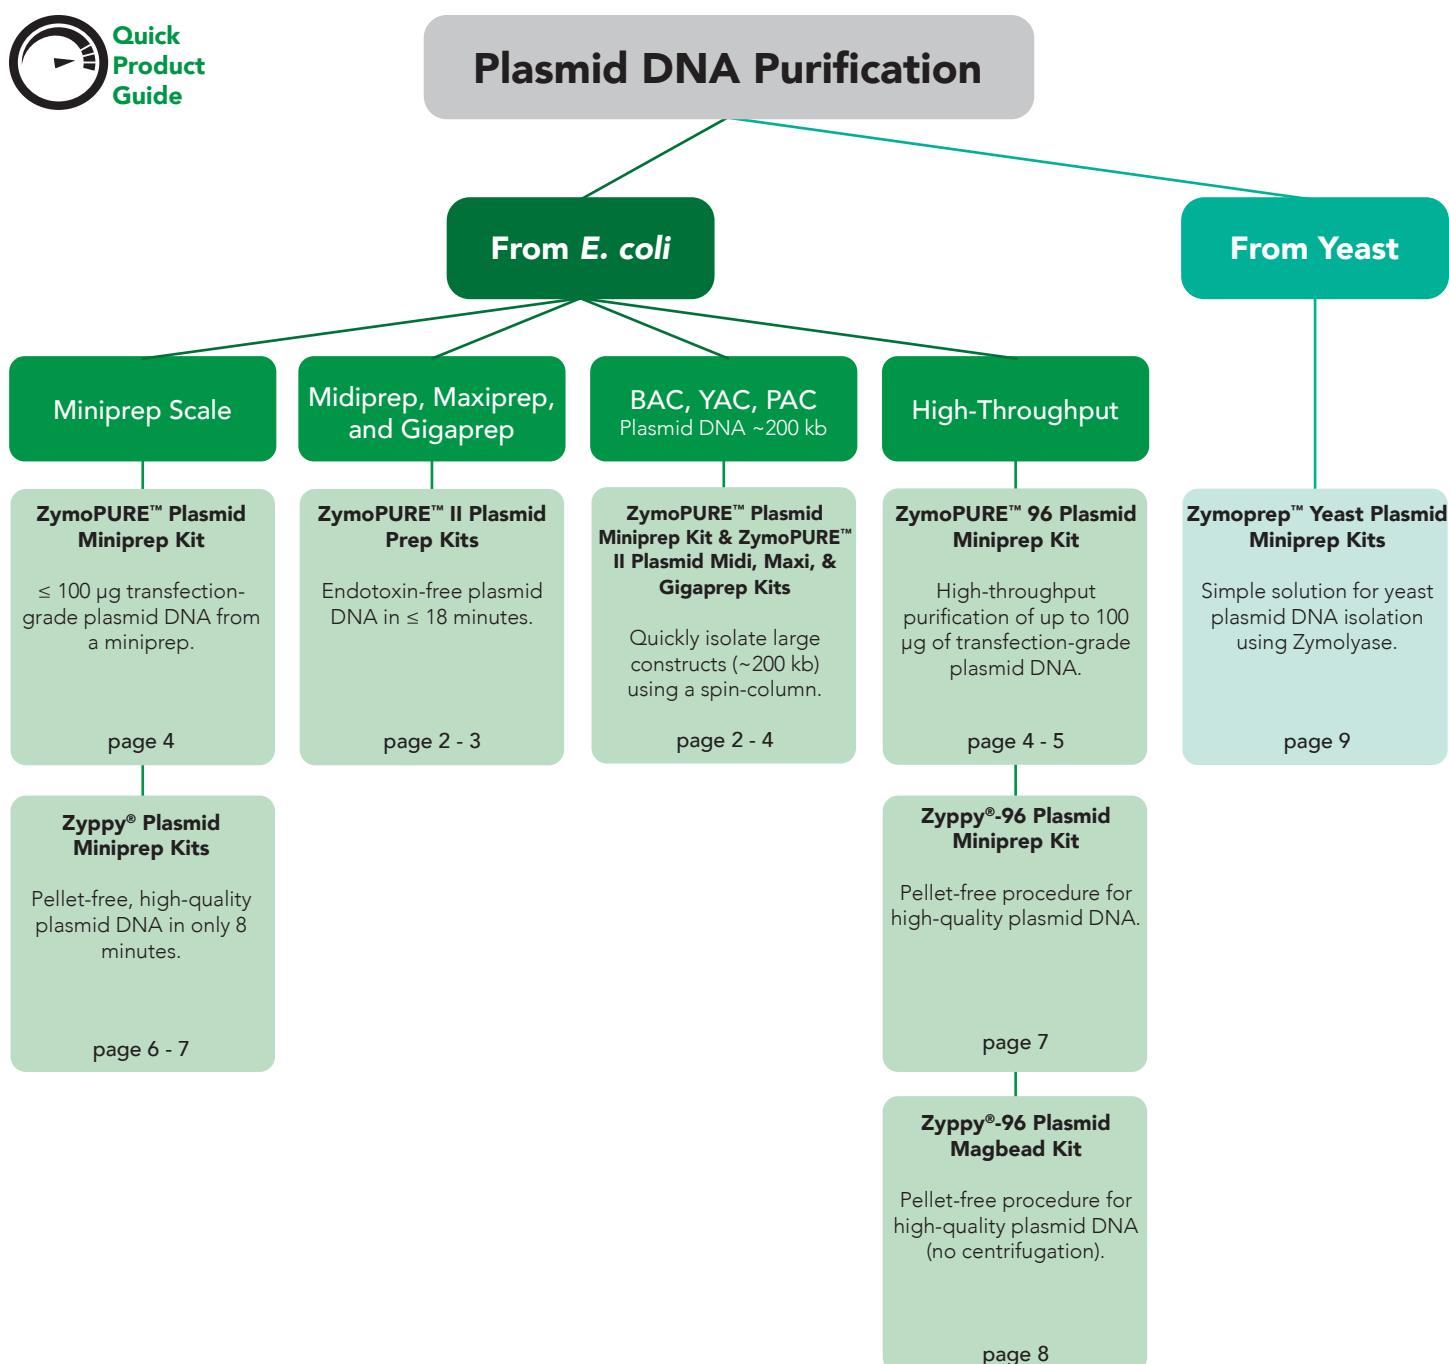 Quick
Product
Guide
Plasmid DNA Purification
From E. coli
From Yeast
Miniprep Scale
Midiprep, Maxiprep,
and Gigaprep
BAC, YAC, PAC
Plasmid DNA ~200 kb
High-Throughput
ZymoPURE™ Plasmid
Miniprep Kit
≤ 100 µg transfection-
grade plasmid DNA from
a miniprep.
page 4
ZymoPURE™ II Plasmid
Prep Kits
Endotoxin-free plasmid
DNA in ≤ 18 minutes.
page 2 - 3
ZymoPURE™ Plasmid
Miniprep Kit & ZymoPURE™
II Plasmid Midi, Maxi, &
Gigaprep Kits
Quickly isolate large
constructs (~200 kb)
using a spin-column.
page 2 - 4
ZymoPURE™ 96 Plasmid
Miniprep Kit
High-throughput
purification of up to 100
µg of transfection-grade
plasmid DNA.
page 4 - 5
Zymoprep™ Yeast Plasmid
Miniprep Kits
Simple solution for yeast
plasmid DNA isolation
using Zymolyase.
page 9
Zyppy® Plasmid
Miniprep Kits
Pellet-free, high-quality
plasmid DNA in only 8
minutes.
page 6 - 7
Zyppy®-96 Plasmid
Miniprep Kit
Pellet-free procedure for
high-quality plasmid DNA.
page 7
Zyppy®-96 Plasmid
Magbead Kit
Pellet-free procedure for
high-quality plasmid DNA
(no centrifugation).
page 8